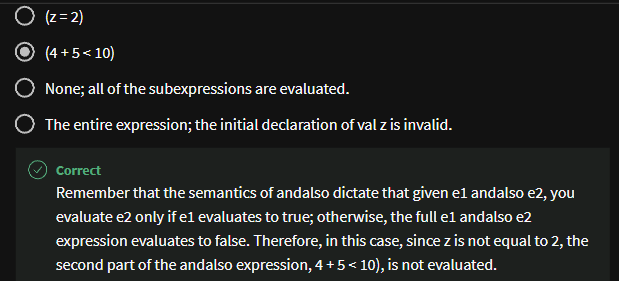 (z = 2)
(4 + 5 < 10)
None; all of the subexpressions are evaluated.
The entire expression; the initial declaration of val z is invalid.
Correct
Remember that the semantics of andalso dictate that given e1 andalso e2, you
evaluate e2 only if e1 evaluates to true; otherwise, the full e1 andalso e2
expression evaluates to false. Therefore, in this case, since z is not equal to 2, the
second part of the andalso expression, 4 + 5 < 10), is not evaluated.